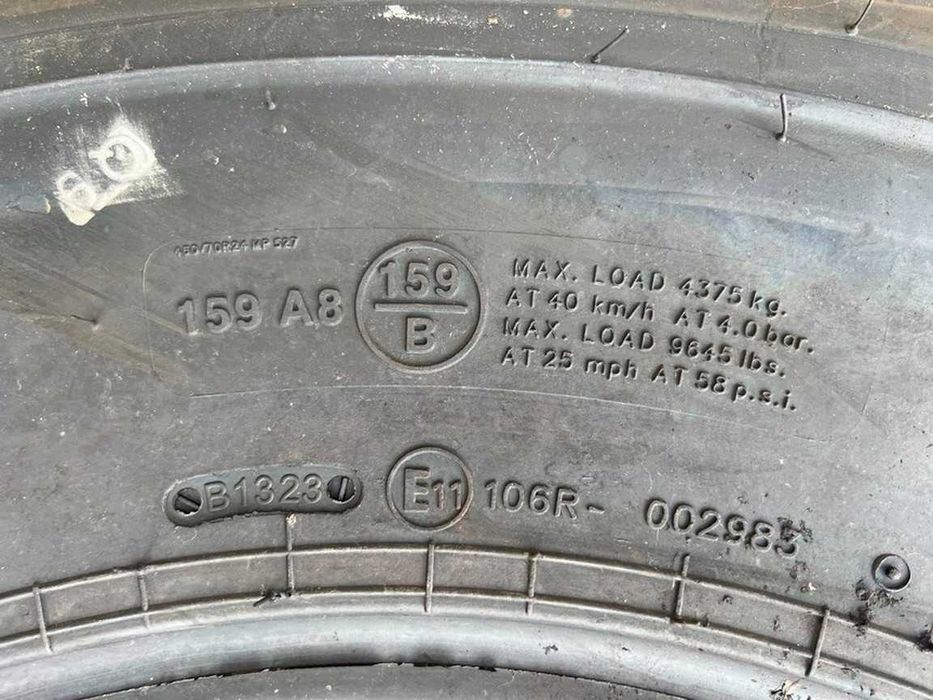 460/70R24 MP 527
159 A8
159
B
MAX. LOAD 4375 kg.
AT 40 km/h AT 4.0 bar.
MAX. LOAD 9645 lbs.
AT 25 mph AT 58 p.s.i.
B1323
E11 106R- 002983